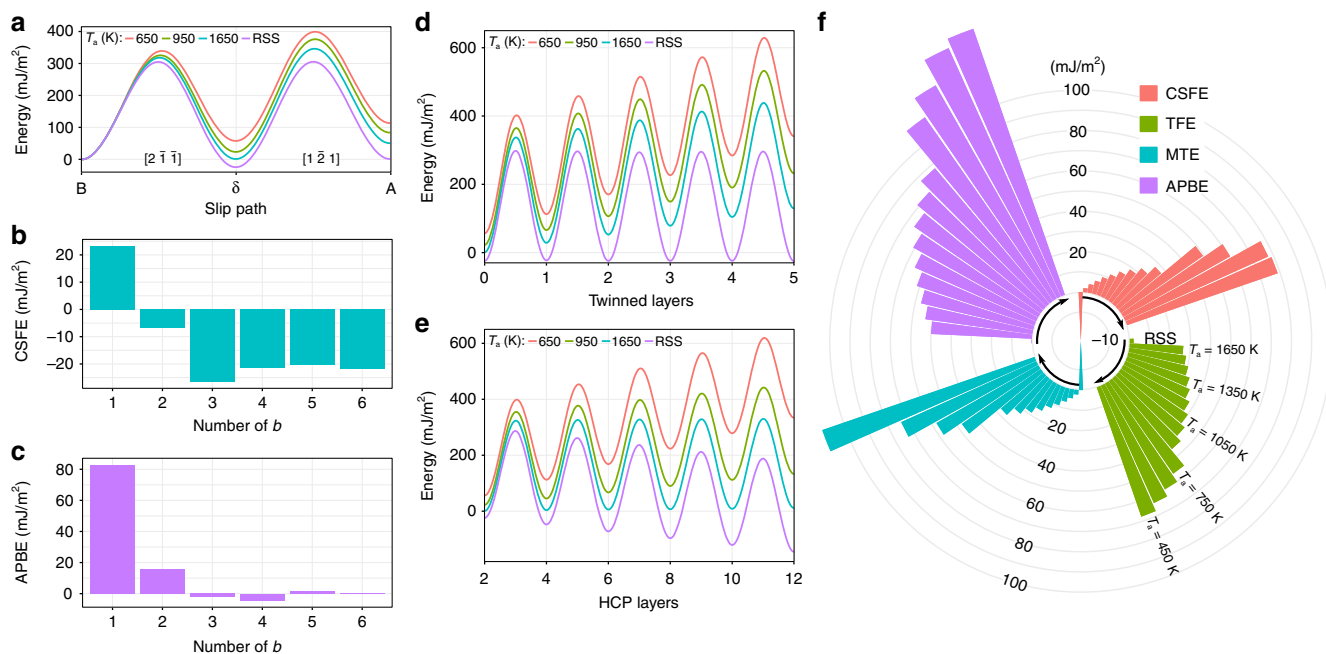 a
Tₐ (K): 650 950 1650 RSS
400
300
200
100
0
Energy (mJ/m²)
[2 1̄ 1̄]
[1 2̄ 1]
B δ A
Slip path
b
20
10
0
−10
−20
CSFE (mJ/m²)
1 2 3 4 5 6
Number of b
c
80
60
40
20
0
APBE (mJ/m²)
1 2 3 4 5 6
Number of b
d
Tₐ (K): 650 950 1650 RSS
600
400
200
0
Energy (mJ/m²)
0 1 2 3 4 5
Twinned layers
e
Tₐ (K): 650 950 1650 RSS
600
400
200
0
Energy (mJ/m²)
2 4 6 8 10 12
HCP layers
f
(mJ/m²)
100
80
60
40
20
−10
CSFE
TFE
MTE
APBE
RSS
Tₐ = 1650 K
Tₐ = 1350 K
Tₐ = 1050 K
Tₐ = 750 K
Tₐ = 450 K
20
40
60
80
100